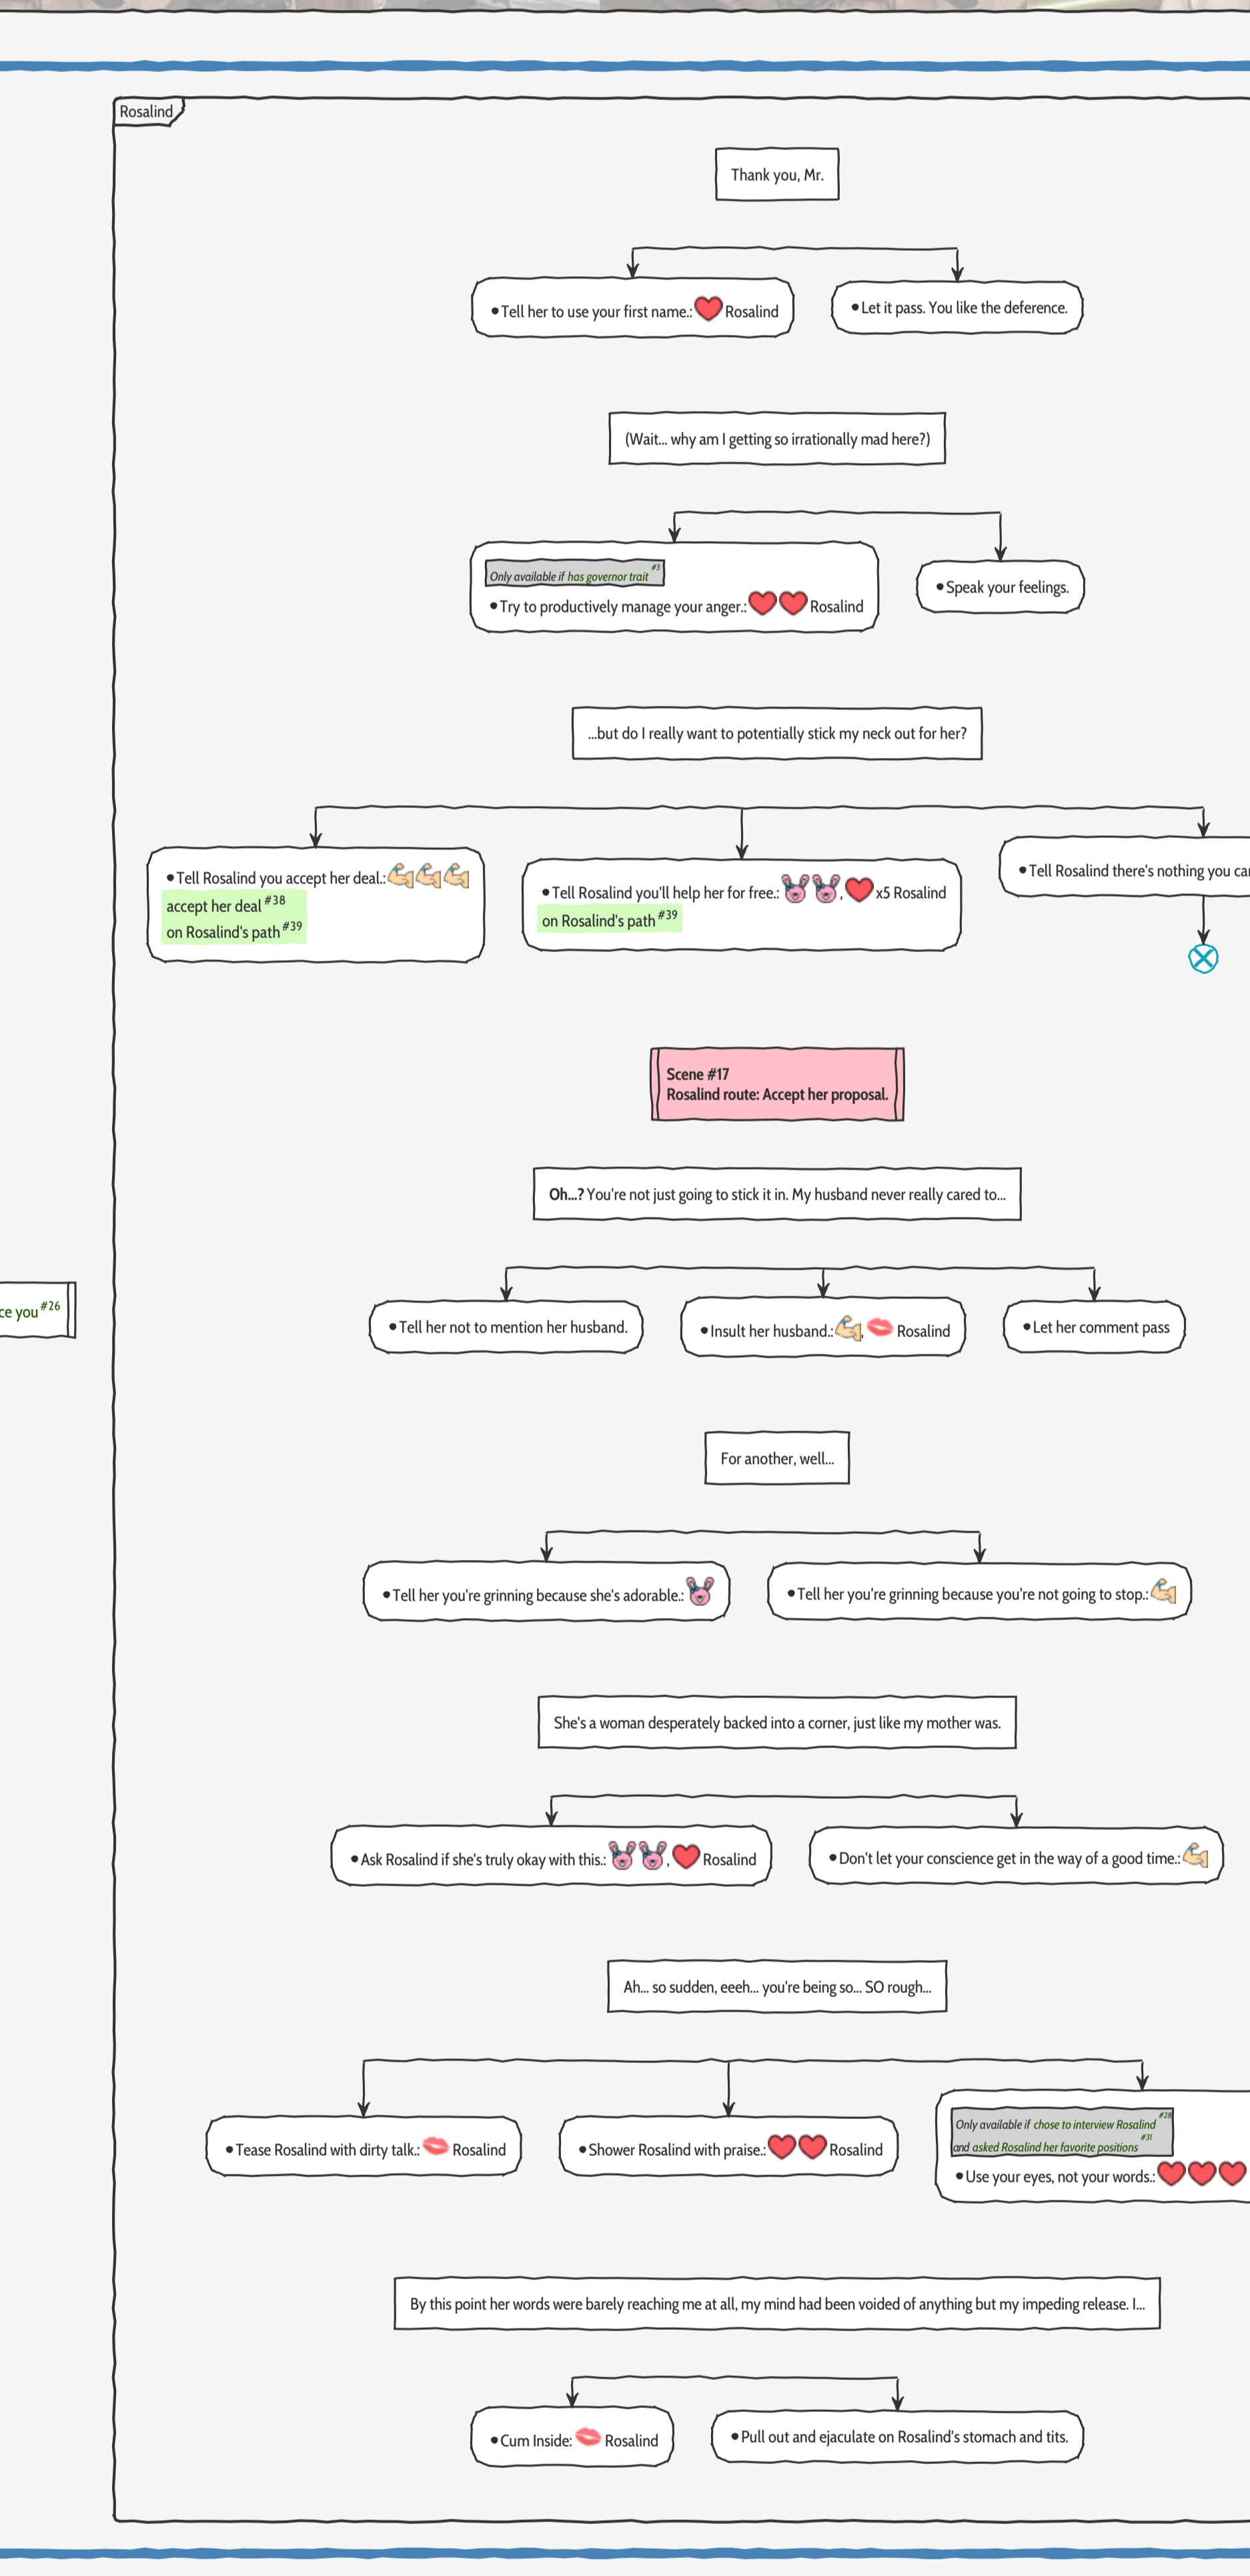 Rosalind
Thank you, Mr.
•Tell her to use your first name.: Rosalind
•Let it pass. You like the deference.
(Wait... why am I getting so irrationally mad here?)
Only available if has governor trait #3
•Try to productively manage your anger.: Rosalind
•Speak your feelings.
...but do I really want to potentially stick my neck out for her?
•Tell Rosalind you accept her deal.:
accept her deal #38
on Rosalind's path #39
•Tell Rosalind you'll help her for free.: , x5 Rosalind
on Rosalind's path #39
•Tell Rosalind there's nothing you
Scene #17
Rosalind route: Accept her proposal.
Oh...? You're not just going to stick it in. My husband never really cared to...
you #26
•Tell her not to mention her husband.
•Insult her husband.: , Rosalind
•Let her comment pass
For another, well...
•Tell her you're grinning because she's adorable.:
•Tell her you're grinning because you're not going to stop.:
She's a woman desperately backed into a corner, just like my mother was.
•Ask Rosalind if she's truly okay with this.: , Rosalind
•Don't let your conscience get in the way of a good time.:
Ah... so sudden, eeeh... you're being so... SO rough...
•Tease Rosalind with dirty talk.: Rosalind
•Shower Rosalind with praise.: Rosalind
Only available if chose to interview Rosalind #28
and asked Rosalind her favorite positions #31
•Use your eyes, not your words.:
By this point her words were barely reaching me at all, my mind had been voided of anything but my impeding release. I...
•Cum Inside: Rosalind
•Pull out and ejaculate on Rosalind's stomach and tits.